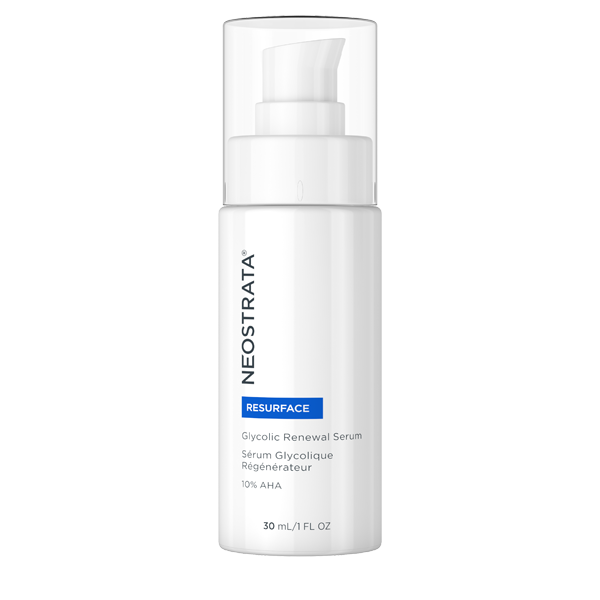 NEOSTRATA®
RESURFACE
Glycolic Renewal Serum
Sérum Glycolique
Régénérateur
10% AHA
30 mL/1 FL OZ